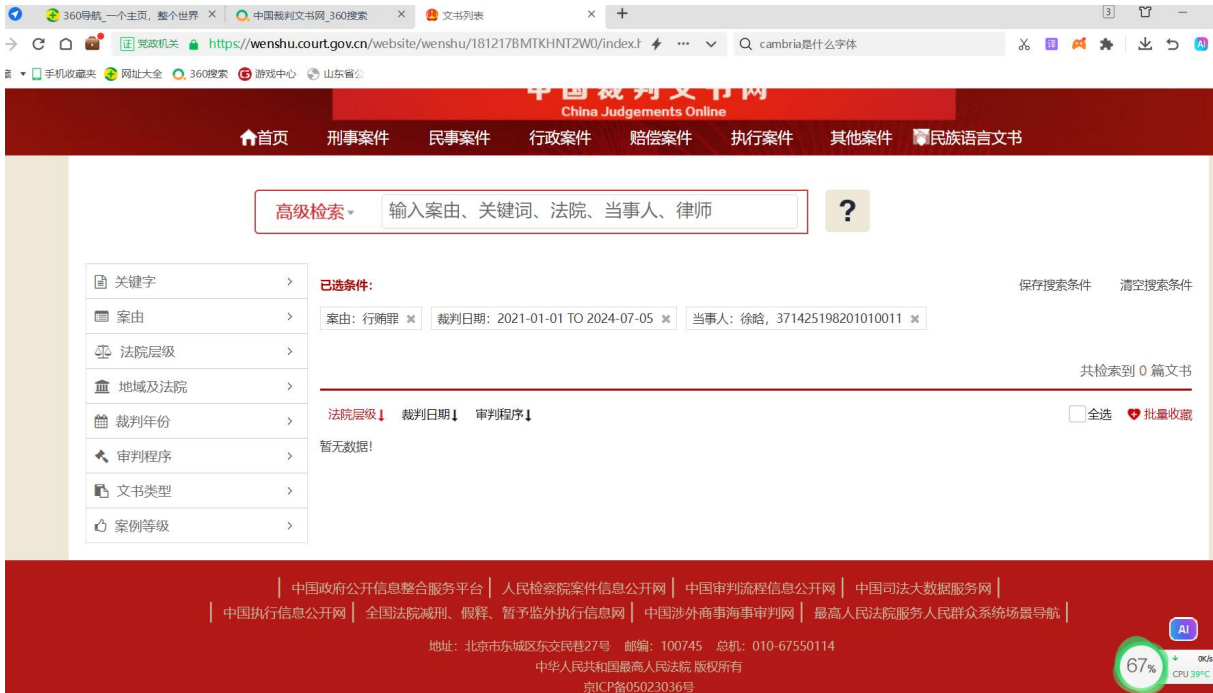 360导航_一个主页，整个世界
中国裁判文书网_360搜索
文书列表
3
证 党政机关 https://wenshu.court.gov.cn/website/wenshu/181217BMTKHNT2W0/index.h
cambria是什么字体
译
AI
手机收藏夹 网址大全 360搜索 游戏中心 山东省公
中国裁判文书网
China Judgements Online
首页 刑事案件 民事案件 行政案件 赔偿案件 执行案件 其他案件 民族语言文书
高级检索 输入案由、关键词、法院、当事人、律师 ?
关键字
案由
法院层级
地域及法院
裁判年份
审判程序
文书类型
案例等级
已选条件：
保存搜索条件 清空搜索条件
案由：行贿罪 裁判日期：2021-01-01 TO 2024-07-05 当事人：徐晗，371425198201010011
共检索到 0 篇文书
法院层级 裁判日期 审判程序
全选 批量收藏
暂无数据!
中国政府公开信息整合服务平台 人民检察院案件信息公开网 中国审判流程信息公开网 中国司法大数据服务网
中国执行信息公开网 全国法院减刑、假释、暂予监外执行信息网 中国涉外商事海事审判网 最高人民法院服务人民群众系统场景导航
地址：北京市东城区东交民巷27号 邮编：100745 总机：010-67550114
中华人民共和国最高人民法院 版权所有
京ICP备05023036号
AI
67%
0K/s
CPU 39°C